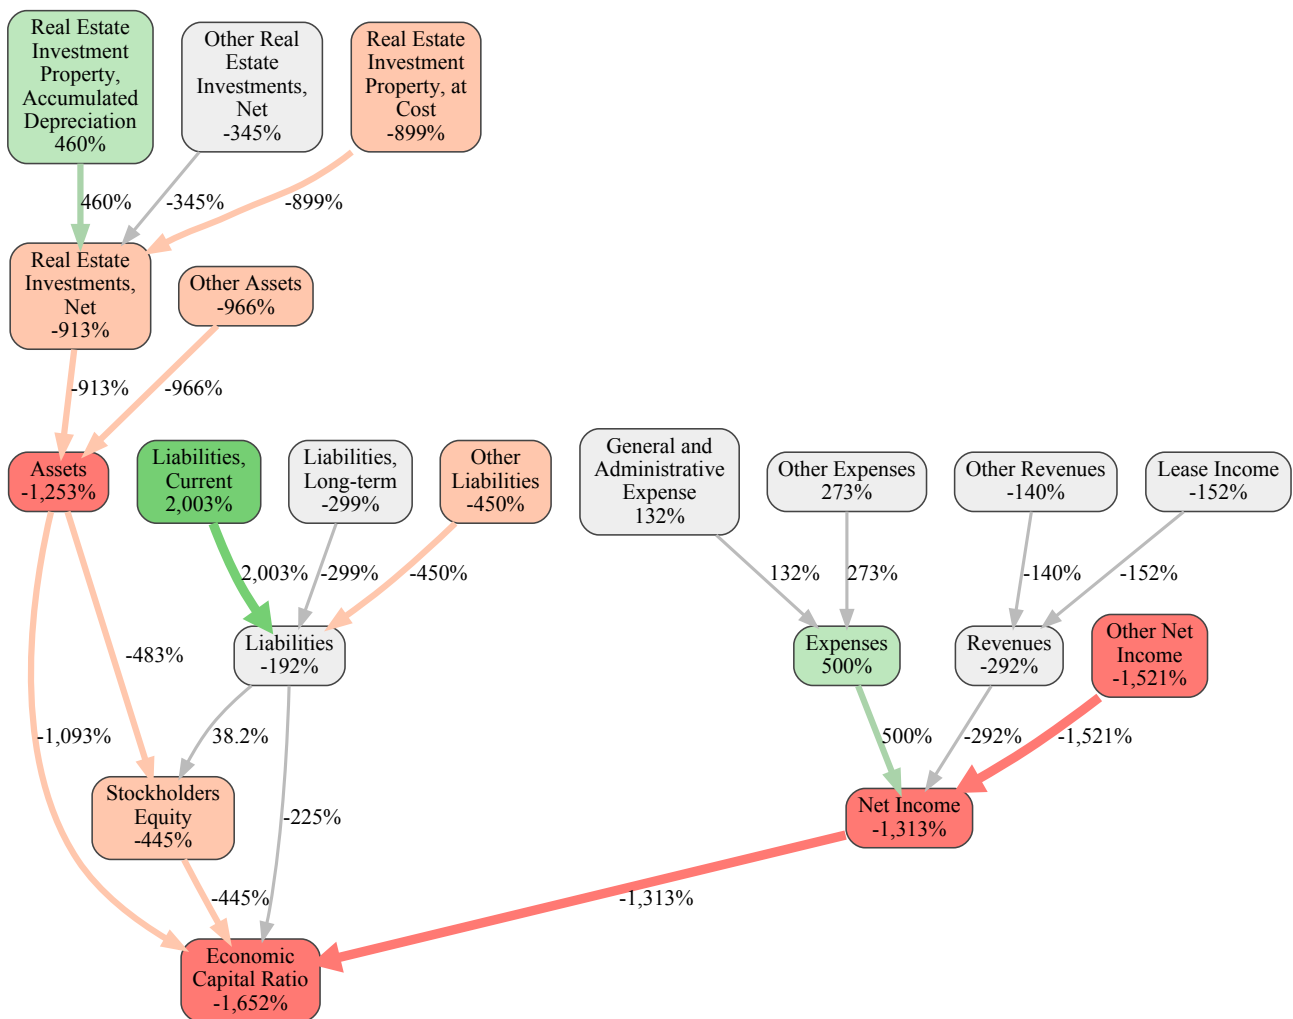 Real Estate
Investment
Property,
Accumulated
Depreciation
460%
Other Real
Estate
Investments,
Net
-345%
Real Estate
Investment
Property, at
Cost
-899%
460%
-345%
-899%
Real Estate
Investments,
Net
-913%
Other Assets
-966%
-913%
-966%
Assets
-1,253%
Liabilities,
Current
2,003%
Liabilities,
Long-term
-299%
Other
Liabilities
-450%
General and
Administrative
Expense
132%
Other Expenses
273%
Other Revenues
-140%
Lease Income
-152%
2,003%
-299%
-450%
132%
273%
-140%
-152%
Liabilities
-192%
Expenses
500%
Revenues
-292%
Other Net
Income
-1,521%
-483%
-1,093%
38.2%
-225%
500%
-292%
-1,521%
Stockholders
Equity
-445%
Net Income
-1,313%
-445%
-1,313%
Economic
Capital Ratio
-1,652%